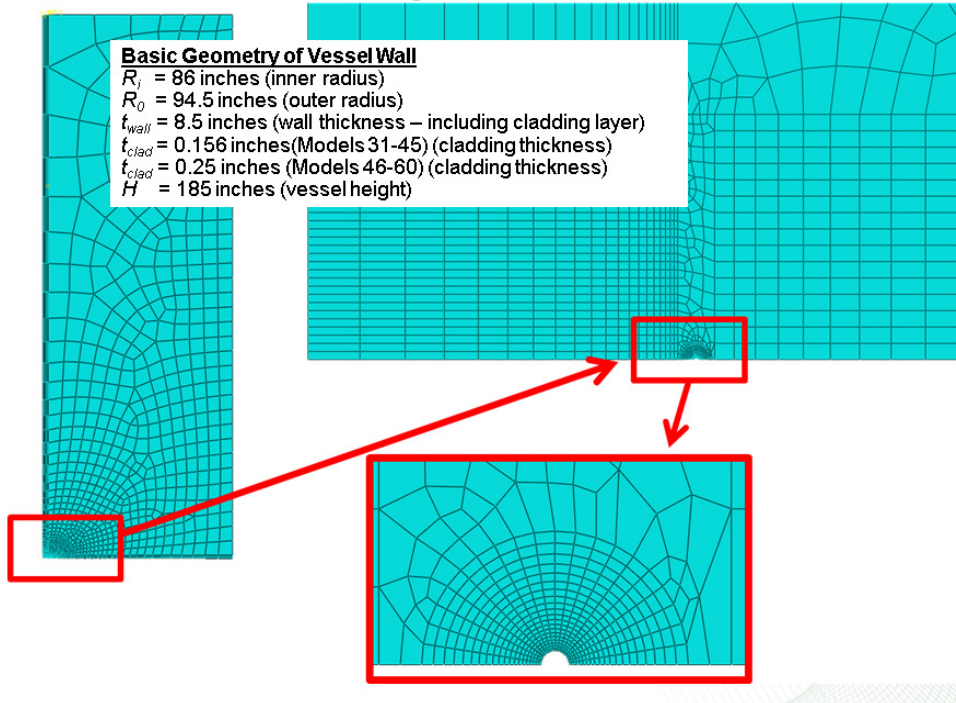 Basic Geometry of Vessel Wall
Ri = 86 inches (inner radius)
R0 = 94.5 inches (outer radius)
twall = 8.5 inches (wall thickness – including cladding layer)
tclad = 0.156 inches(Models 31-45) (cladding thickness)
tclad = 0.25 inches (Models 46-60) (cladding thickness)
H = 185 inches (vessel height)